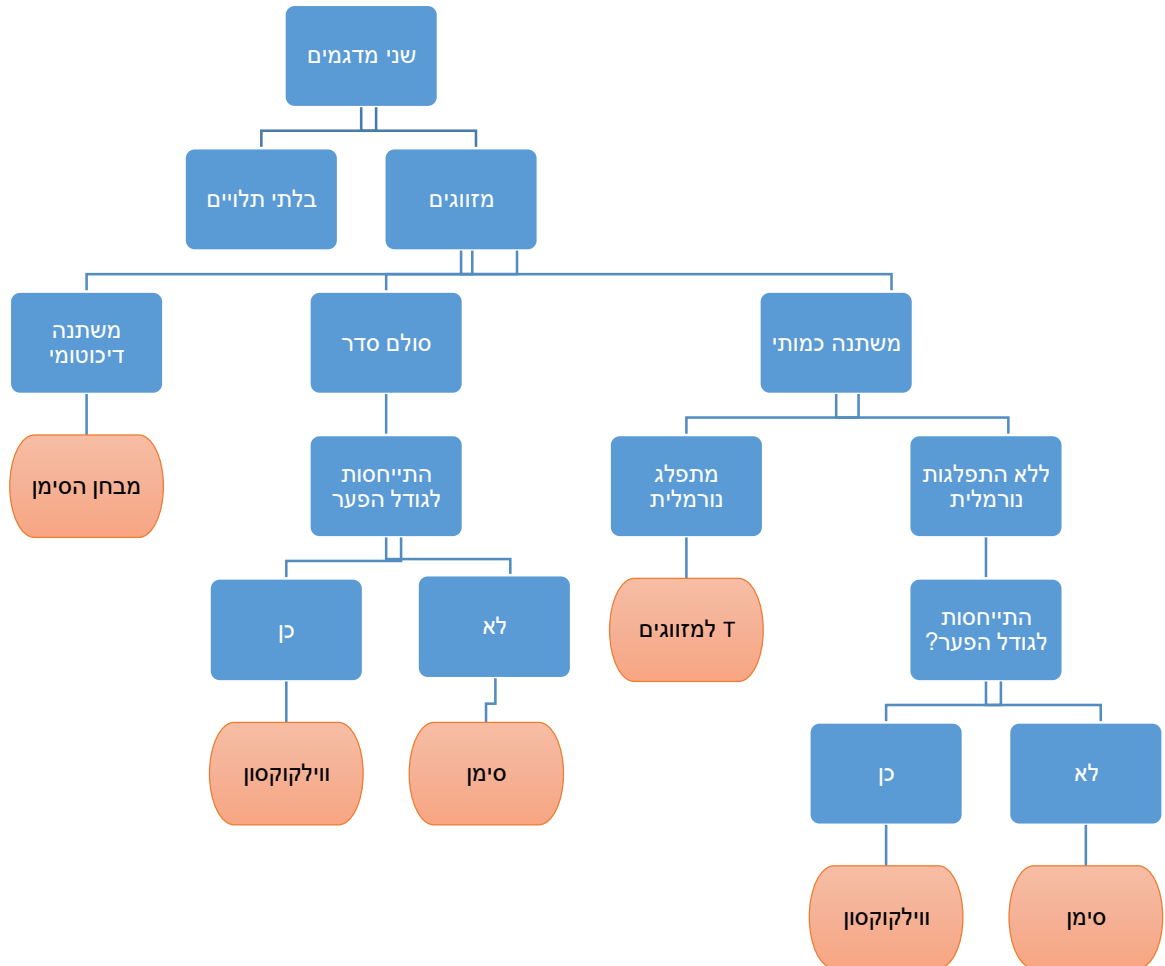 שני מדגמים
מזווגים
בלתי תלויים
משתנה כמותי
סולם סדר
משתנה
דיכוטומי
ללא התפלגות
נורמלית
מתפלג
נורמלית
התייחסות
לגודל הפער
מבחן הסימן
התייחסות
לגודל הפער?
T למזווגים
לא
כן
לא
כן
סימן
ווילקוקסון
סימן
ווילקוקסון